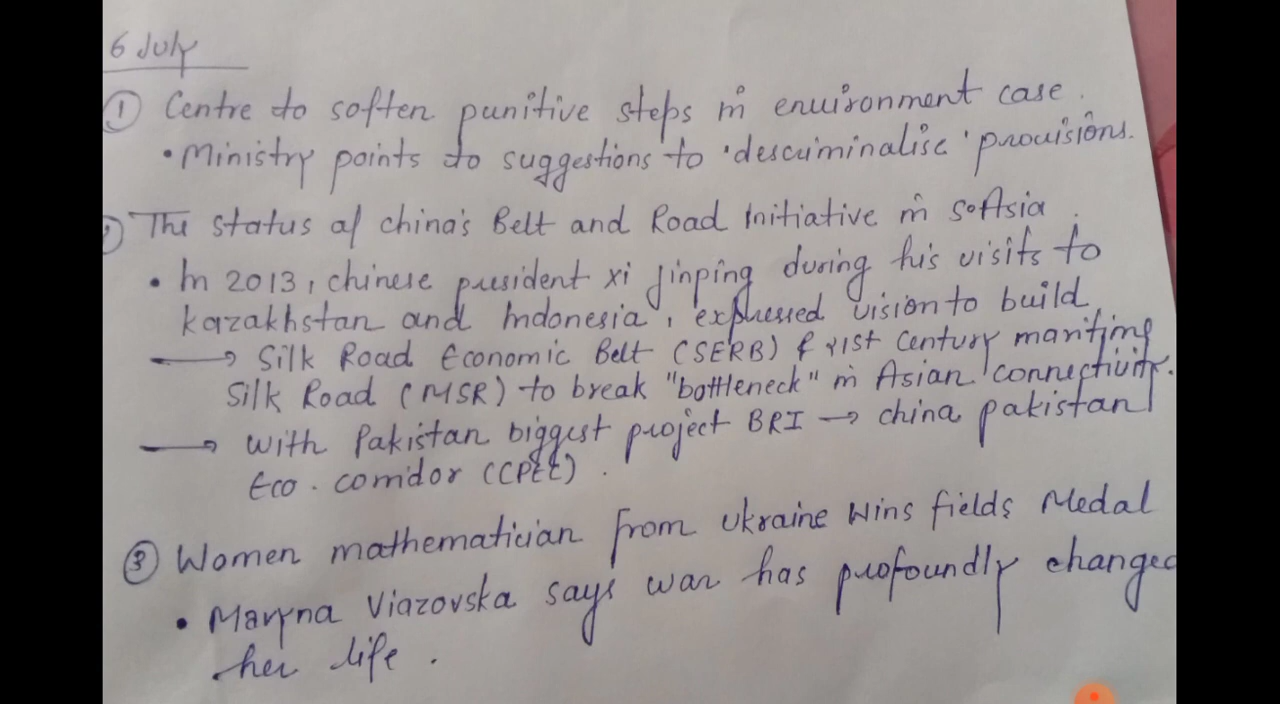 6 July
① Centre to soften punitive steps in environment case.
• Ministry points to suggestions to 'descriminalise' provisions.
The status of china's Belt and Road Initiative in S.Asia
• In 2013, chinese president xi Jinping during his visits to
Kazakhstan and Indonesia, expressed vision to build
→ Silk Road Economic Belt (SERB) & 21st Century maritime
Silk Road (MSR) to break "bottleneck" in Asian connectivity.
→ with Pakistan biggest project BRI → china pakistan
Eco. corridor (CPEE).
③ Women mathematician from Ukraine wins fields Medal
• Maryna Viazovska says war has profoundly changed
her life.